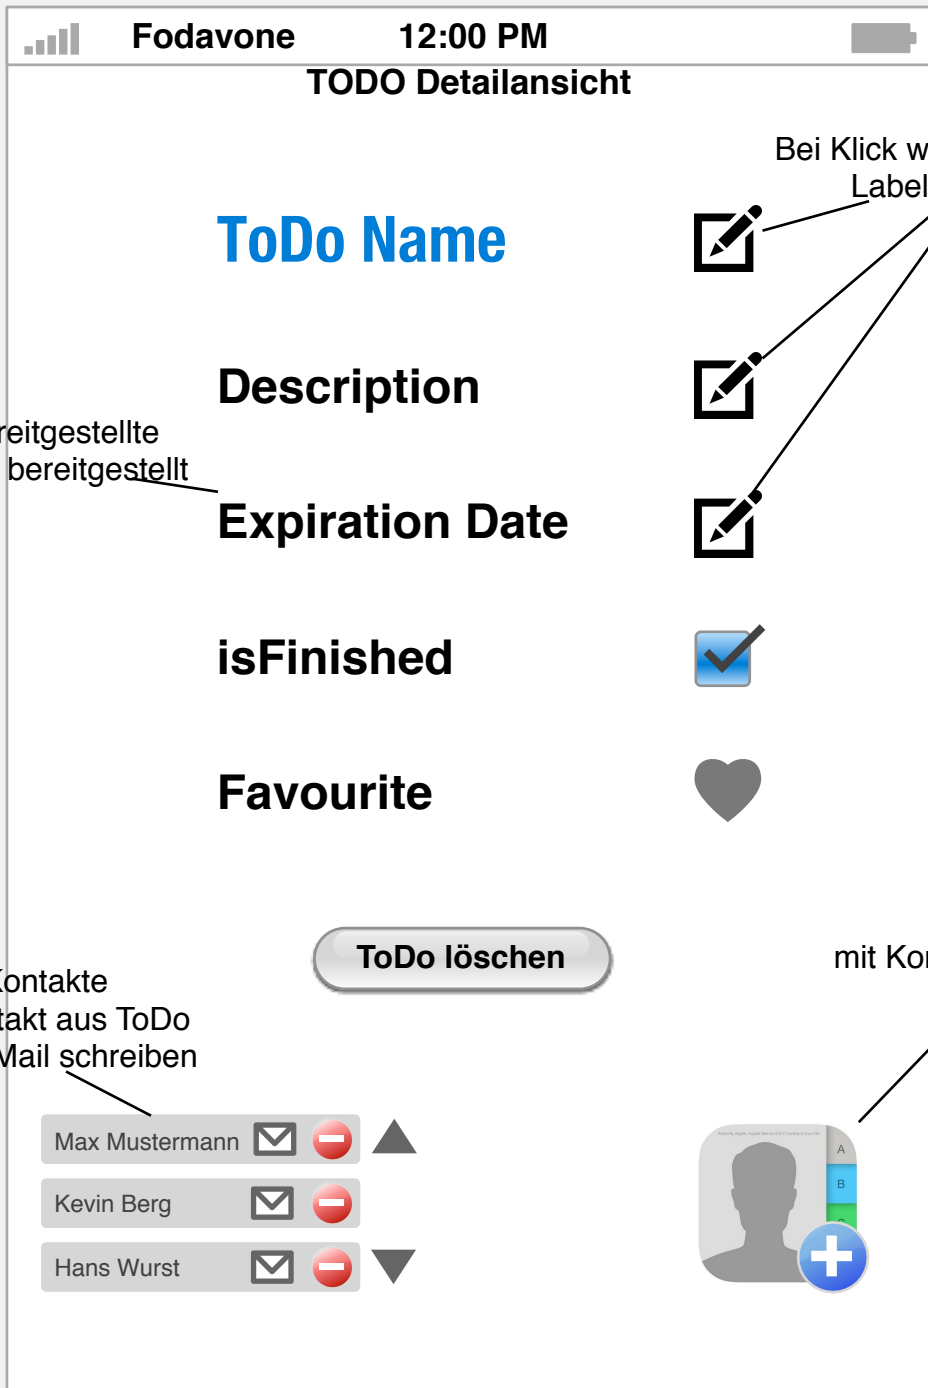 Fodavone 12:00 PM
TODO Detailansicht
Bei Klick w
Label
ToDo Name
Description
reitgestellte
bereitgestellt
Expiration Date
isFinished
Favourite
ToDo löschen
mit Kon
Kontakte
takt aus ToDo
Mail schreiben
Max Mustermann
Kevin Berg
Hans Wurst
A
B